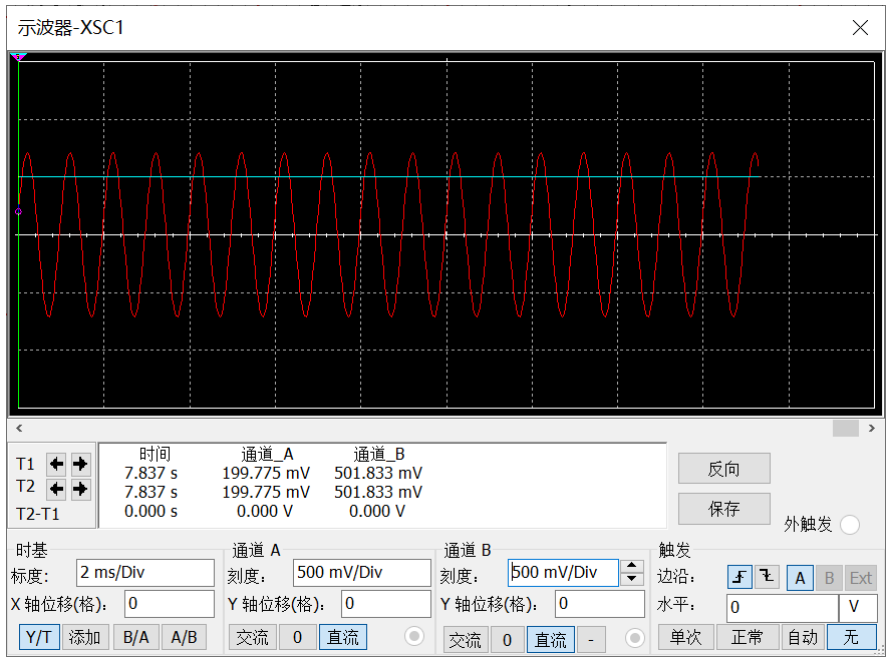 示波器-XSC1
T1
T2
T2-T1
时间 通道_A 通道_B
7.837 s 199.775 mV 501.833 mV
7.837 s 199.775 mV 501.833 mV
0.000 s 0.000 V 0.000 V
反向
保存
外触发
时基
标度: 2 ms/Div
X 轴位移(格): 0
Y/T 添加 B/A A/B
通道 A
刻度: 500 mV/Div
Y 轴位移(格): 0
交流 0 直流
通道 B
刻度: 500 mV/Div
Y 轴位移(格): 0
交流 0 直流 -
触发
边沿: A B Ext
水平: 0 V
单次 正常 自动 无